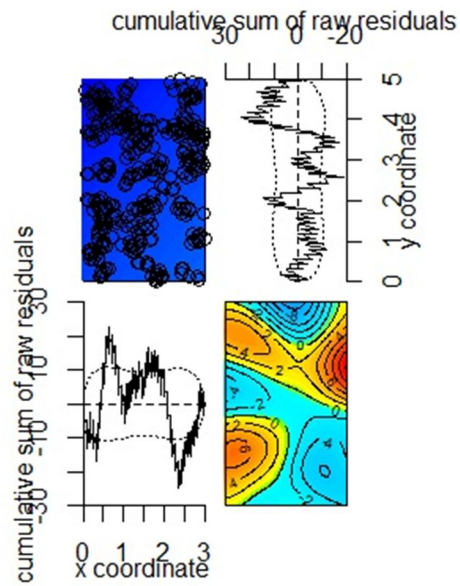 cumulative sum of raw residuals
30 0 -20
0 1 2 3 4 5
y coordinate
cumulative sum of raw residuals
-30 -10 10 30
0 1 2 3
x coordinate